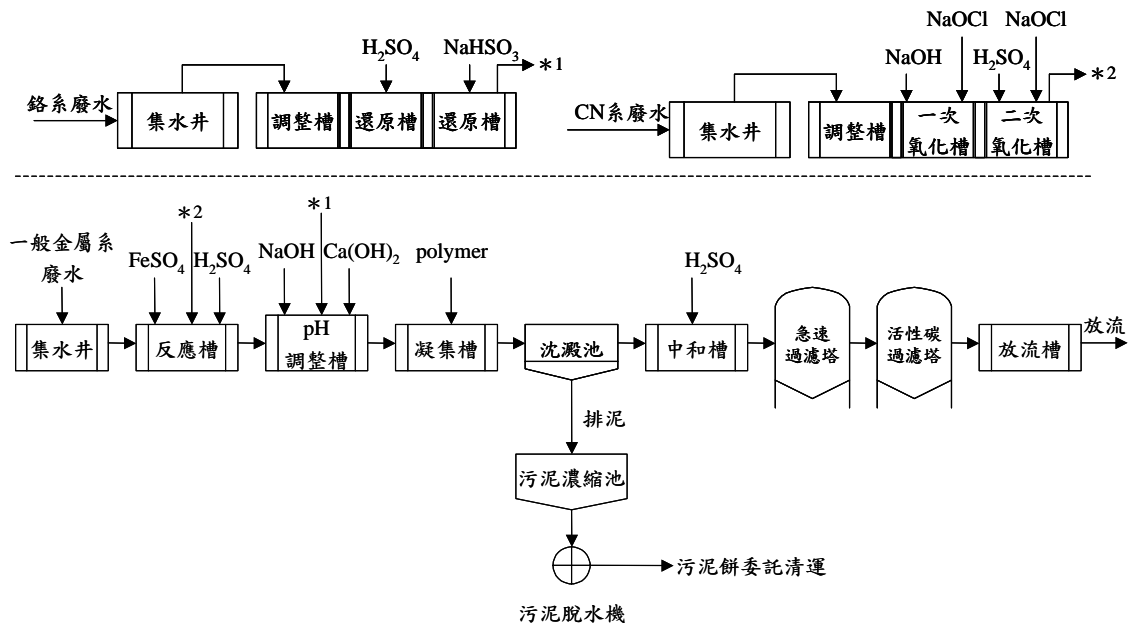 鉻系廢水
集水井
調整槽
H₂SO₄
還原槽
NaHSO₃
還原槽
＊1
CN系廢水
集水井
調整槽
NaOH
NaOCl
一次
氧化槽
H₂SO₄
NaOCl
二次
氧化槽
＊2
一般金屬系
廢水
集水井
FeSO₄
＊2
H₂SO₄
反應槽
NaOH
＊1
Ca(OH)₂
pH
調整槽
polymer
凝集槽
沈澱池
H₂SO₄
中和槽
急速
過濾塔
活性碳
過濾塔
放流槽
放流
排泥
污泥濃縮池
污泥餅委託清運
污泥脫水機